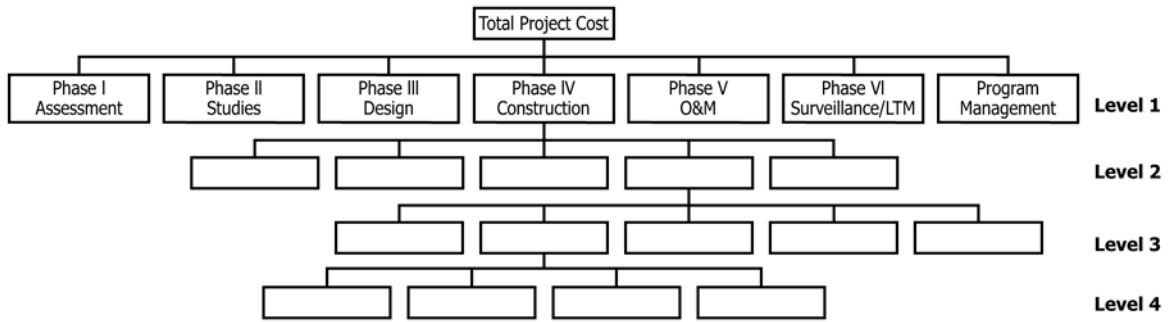 Total Project Cost
Phase I
Assessment
Phase II
Studies
Phase III
Design
Phase IV
Construction
Phase V
O&M
Phase VI
Surveillance/LTM
Program
Management
Level 1
Level 2
Level 3
Level 4